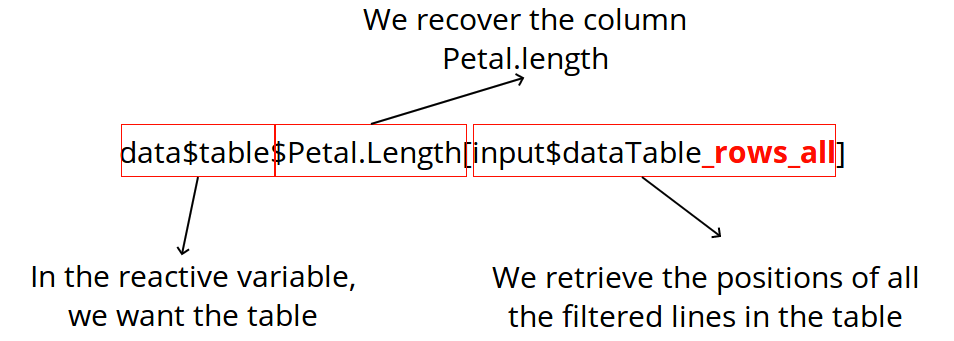 We recover the column
Petal.length
data$table$Petal.Length[input$dataTable_rows_all]
In the reactive variable,
we want the table
We retrieve the positions of all
the filtered lines in the table